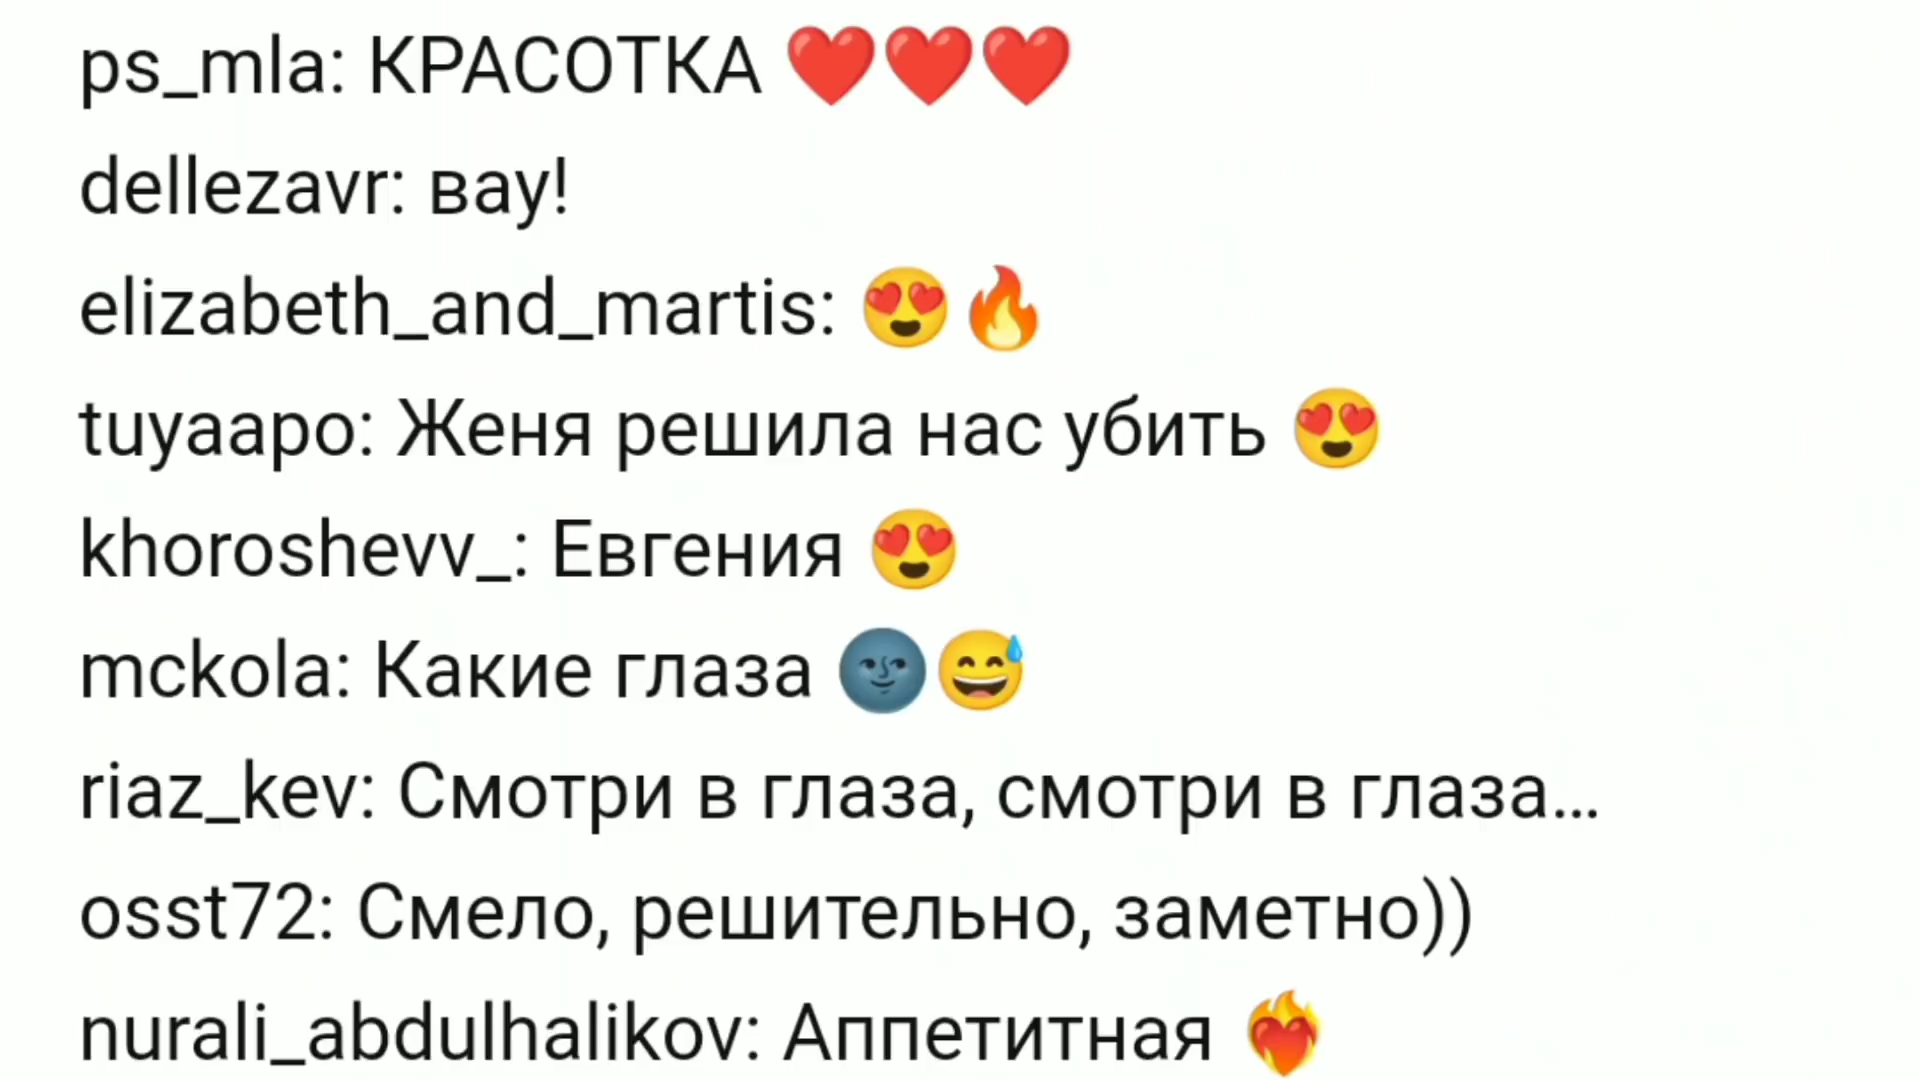 ps_mla: КРАСОТКА ❤️❤️❤️
dellezavr: вау!
elizabeth_and_martis: 😍🔥
tuyaapo: Женя решила нас убить 😍
khoroshevv_: Евгения 😍
mckola: Какие глаза 🌚😅
riaz_kev: Смотри в глаза, смотри в глаза...
osst72: Смело, решительно, заметно))
nurali_abdulhalikov: Аппетитная ❤️‍🔥